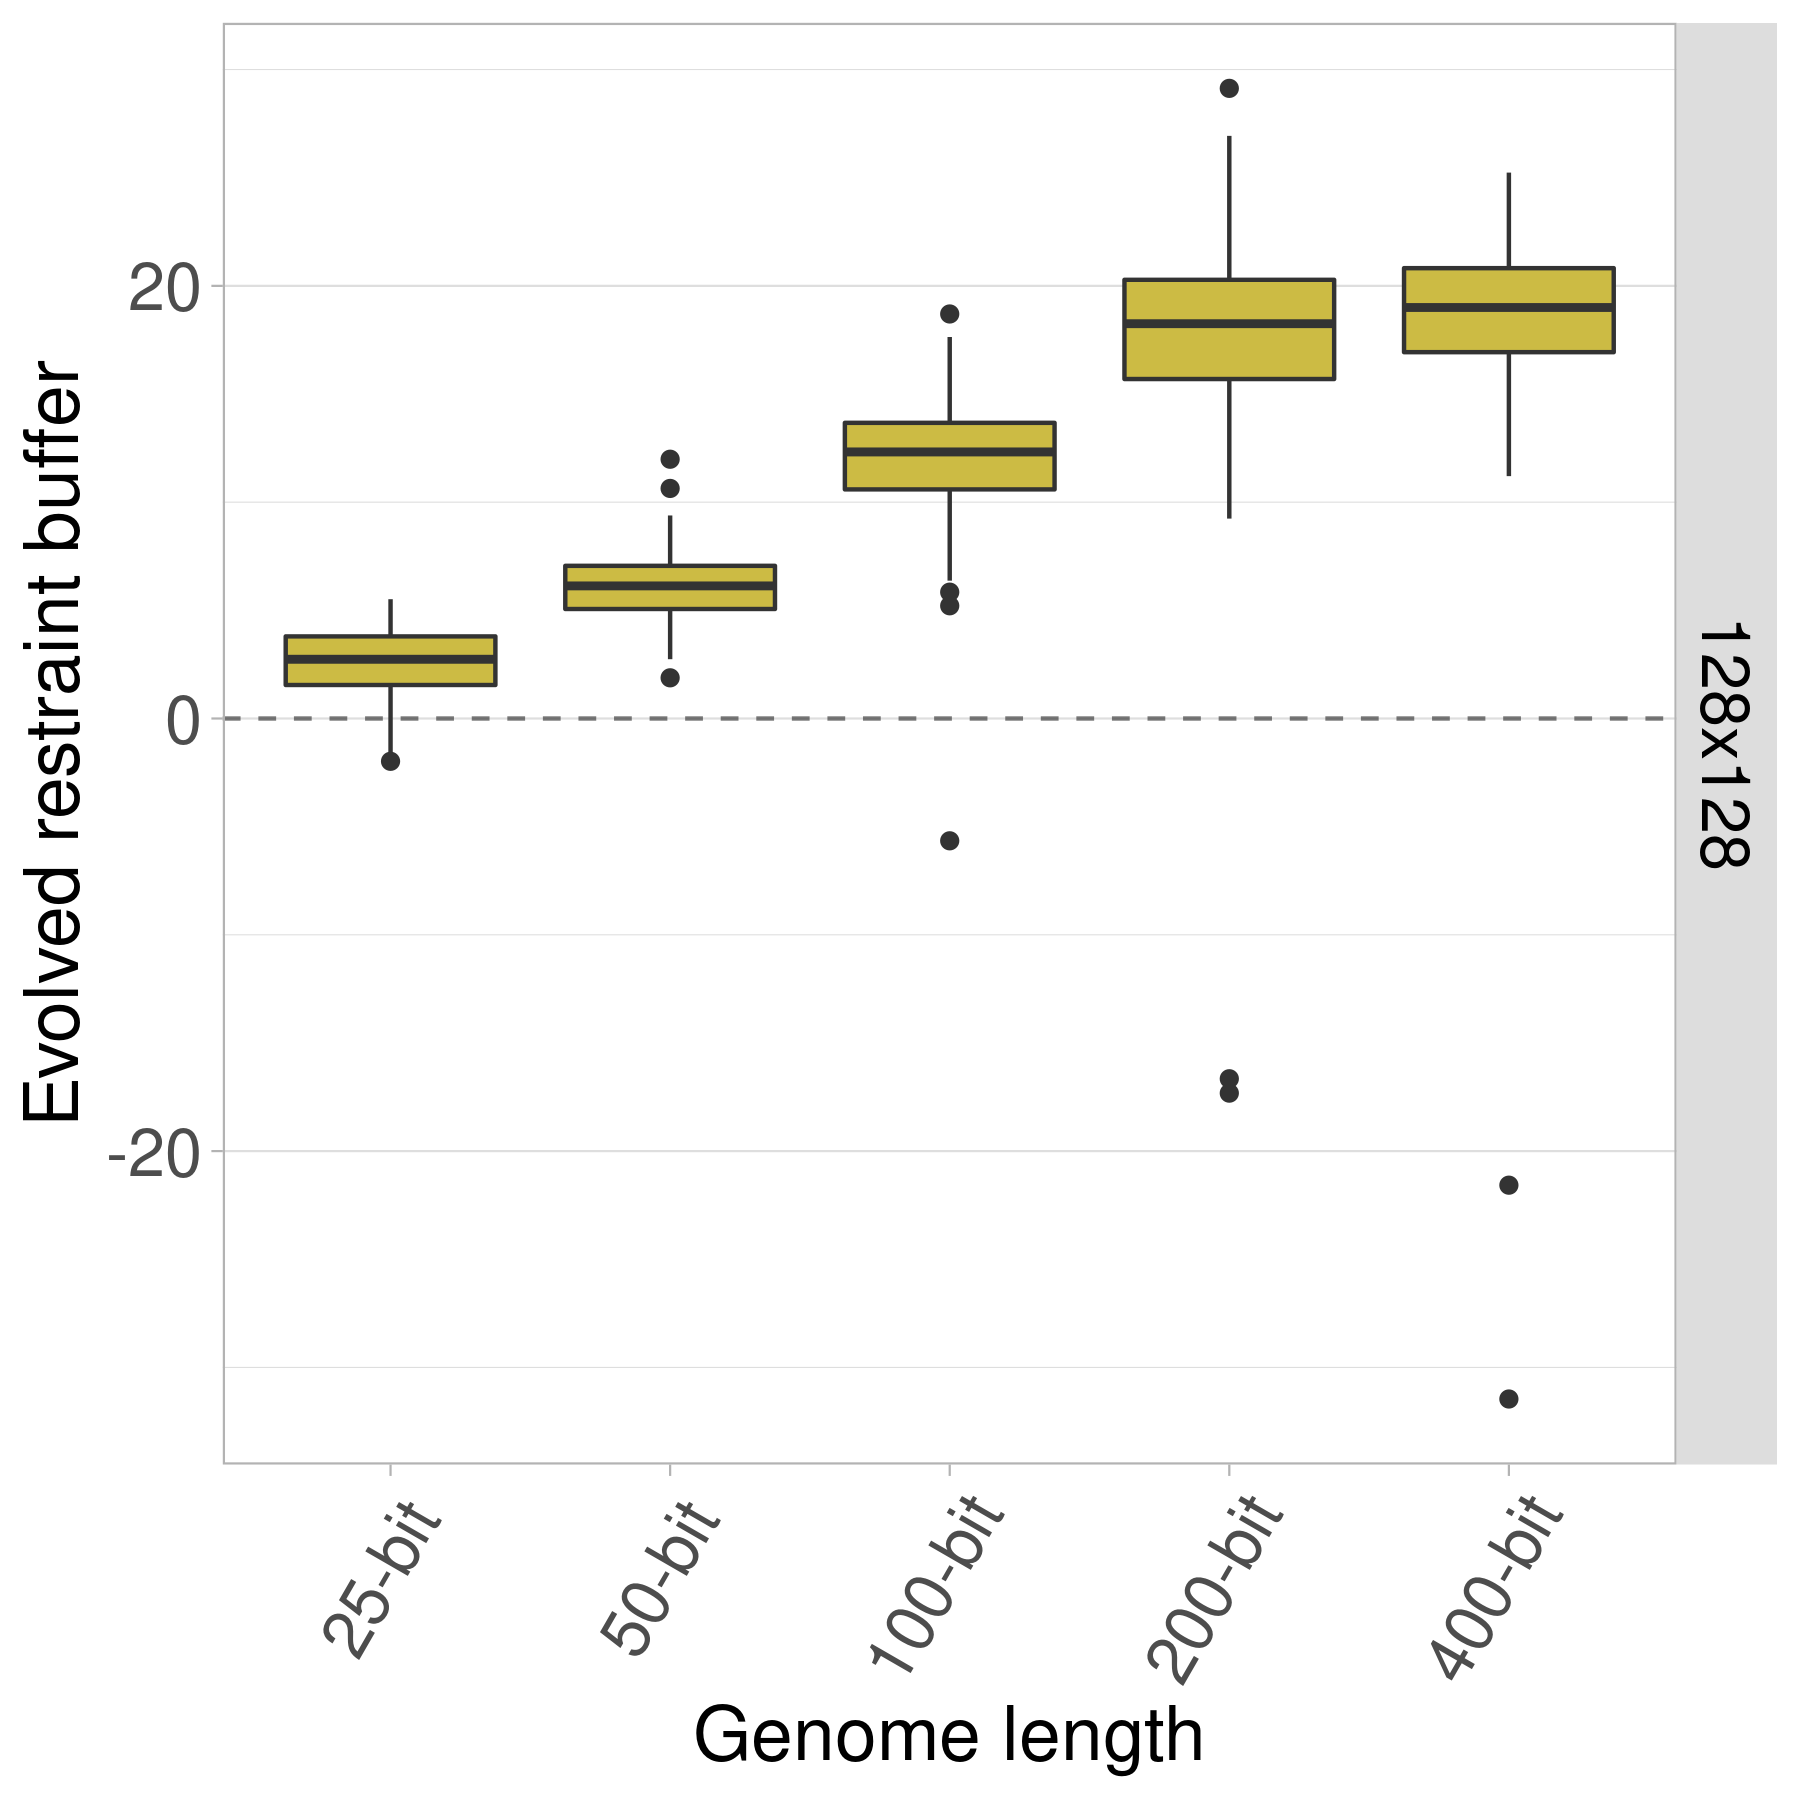 Evolved restraint buffer
20
0
-20
128x128
25-bit
50-bit
100-bit
200-bit
400-bit
Genome length